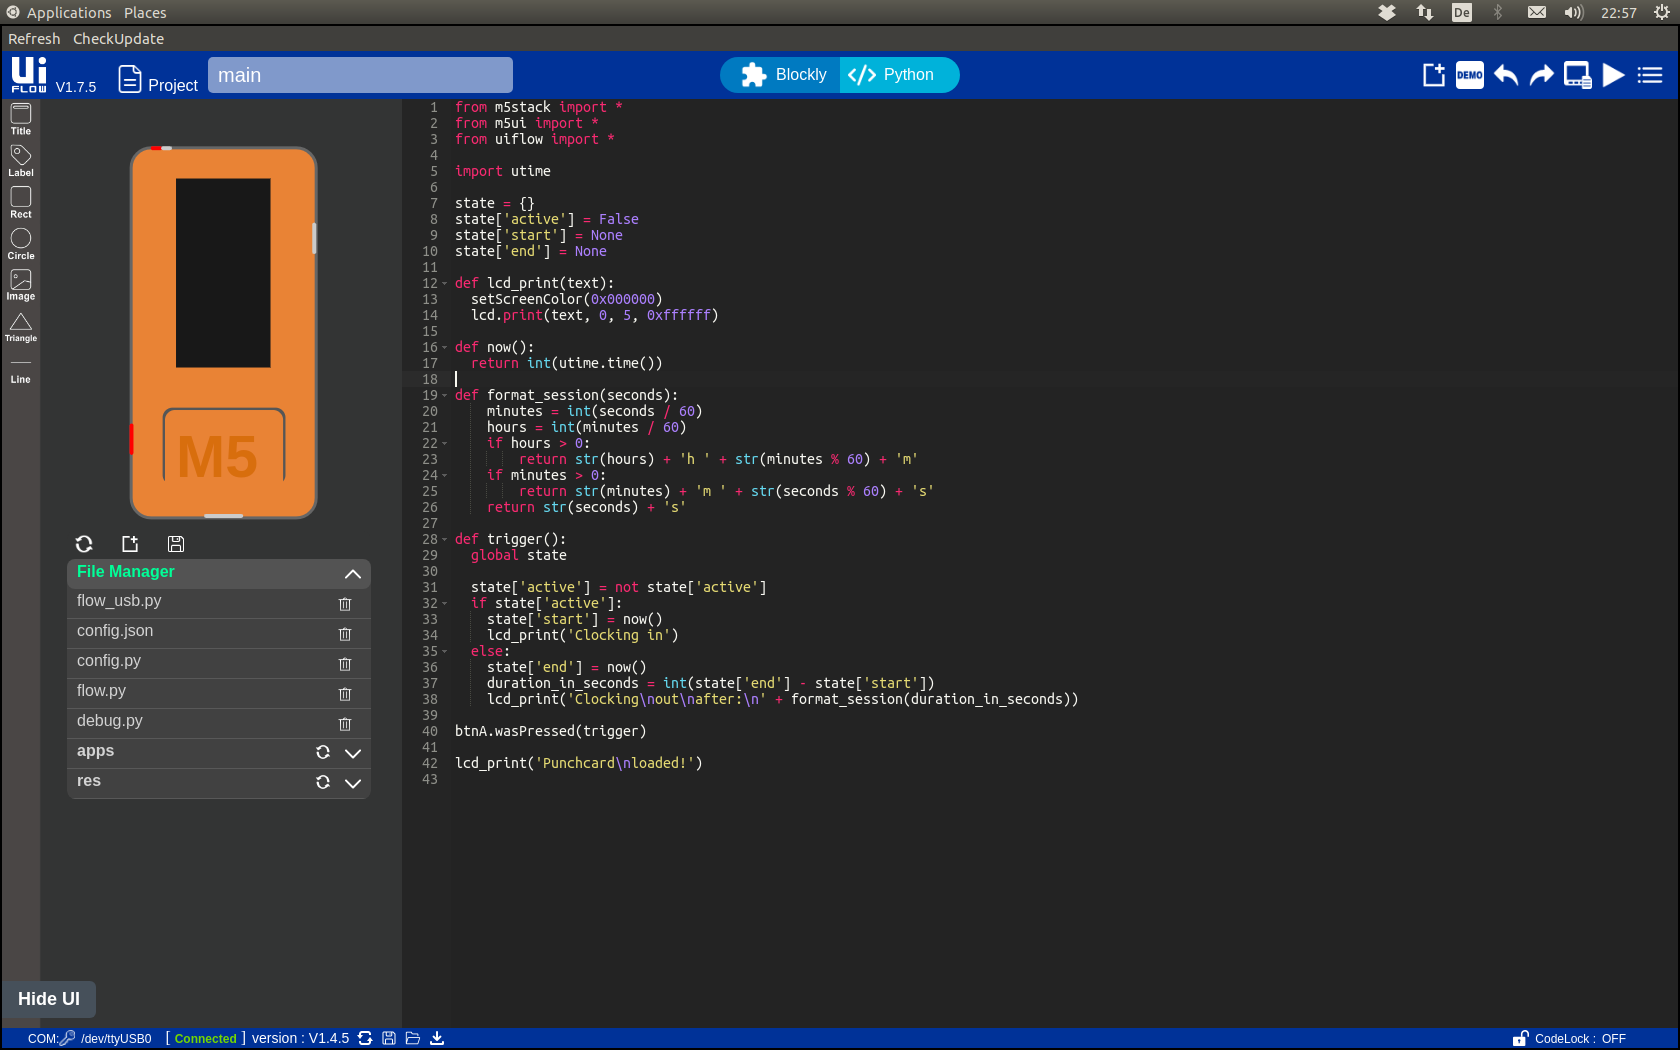 Applications Places De 22:57
Refresh CheckUpdate
Ui FLOW V1.7.5 Project main Blockly </> Python DEMO
Title
Label
Rect
Circle
Image
Triangle
Line
M5
File Manager
flow_usb.py
config.json
config.py
flow.py
debug.py
apps
res
Hide UI
1 from m5stack import *
2 from m5ui import *
3 from uiflow import *
4
5 import utime
6
7 state = {}
8 state['active'] = False
9 state['start'] = None
10 state['end'] = None
11
12 def lcd_print(text):
13   setScreenColor(0x000000)
14   lcd.print(text, 0, 5, 0xffffff)
15
16 def now():
17   return int(utime.time())
18
19 def format_session(seconds):
20     minutes = int(seconds / 60)
21     hours = int(minutes / 60)
22     if hours > 0:
23         return str(hours) + 'h ' + str(minutes % 60) + 'm'
24     if minutes > 0:
25         return str(minutes) + 'm ' + str(seconds % 60) + 's'
26     return str(seconds) + 's'
27
28 def trigger():
29   global state
30
31   state['active'] = not state['active']
32   if state['active']:
33     state['start'] = now()
34     lcd_print('Clocking in')
35   else:
36     state['end'] = now()
37     duration_in_seconds = int(state['end'] - state['start'])
38     lcd_print('Clocking\nout\nafter:\n' + format_session(duration_in_seconds))
39
40 btnA.wasPressed(trigger)
41
42 lcd_print('Punchcard\nloaded!')
43
COM: /dev/ttyUSB0 [ Connected ] version : V1.4.5 CodeLock : OFF